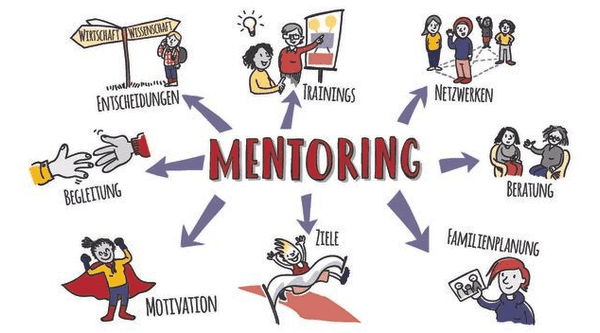 WIRTSCHAFT
WISSENSCHAFT
ENTSCHEIDUNGEN
TRAININGS
NETZWERKEN
MENTORING
BEGLEITUNG
BERATUNG
MOTIVATION
ZIELE
FAMILIENPLANUNG